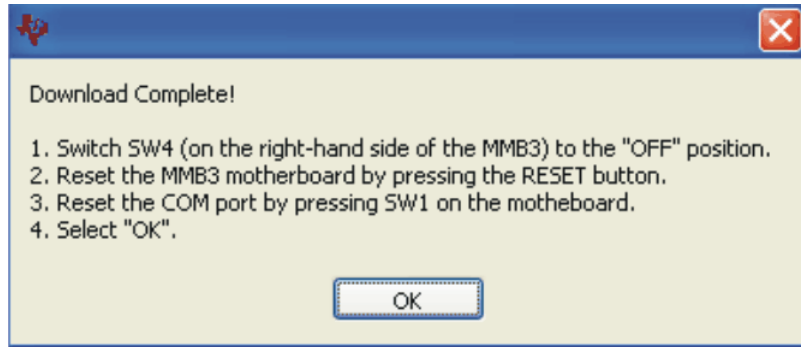 Download Complete!
1. Switch SW4 (on the right-hand side of the MMB3) to the "OFF" position.
2. Reset the MMB3 motherboard by pressing the RESET button.
3. Reset the COM port by pressing SW1 on the motheboard.
4. Select "OK".
OK